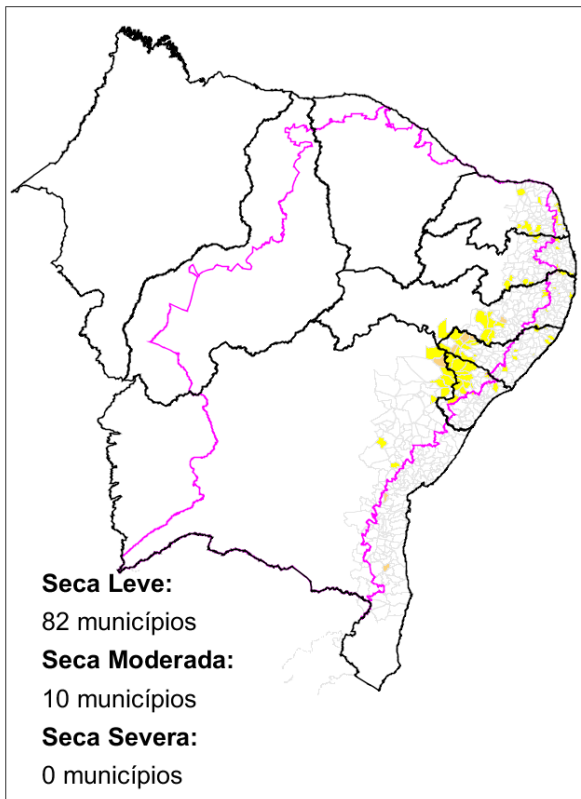 Seca Leve:
82 municípios
Seca Moderada:
10 municípios
Seca Severa:
0 municípios